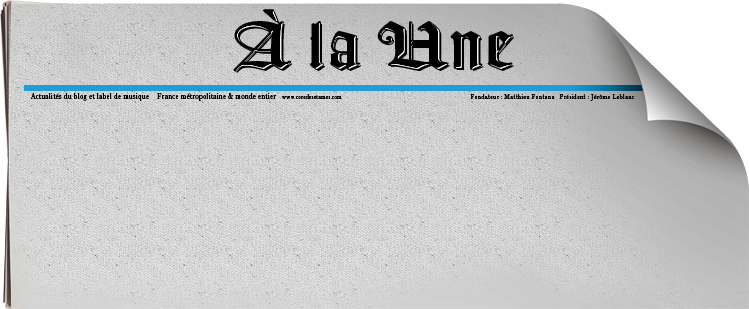 À la Une
Actualités du blog et label de musique France métropolitaine & monde entier www.coredesetames.com Fondateur : Matthieu Fontana Président : Jérôme Leblanc